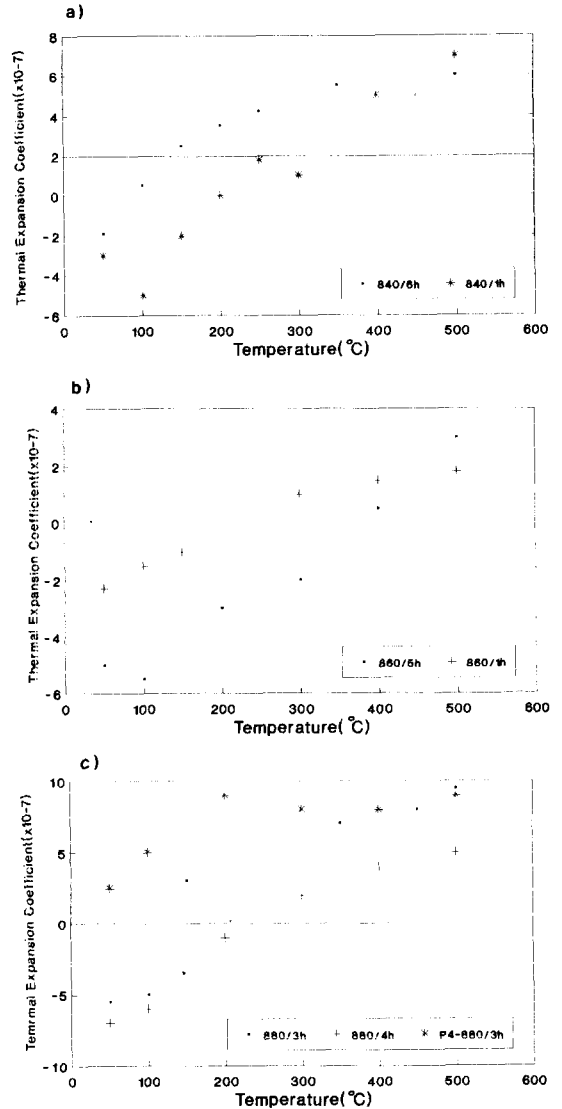 a)
Thermal Expansion Coefficient(x10-7)
8
6
4
2
0
-2
-4
-6
0 100 200 300 400 500 600
Temperature(°C)
840/6h 840/1h
b)
Thermal Expansion Coefficient(x10-7)
4
2
0
-2
-4
-6
0 100 200 300 400 500 600
Temperature(°C)
860/5h 860/1h
c)
Temrmal Expansion Coefficient(x10-7)
10
5
0
-5
-10
0 100 200 300 400 500 600
Temperature(°C)
880/3h 880/4h P4-880/3h